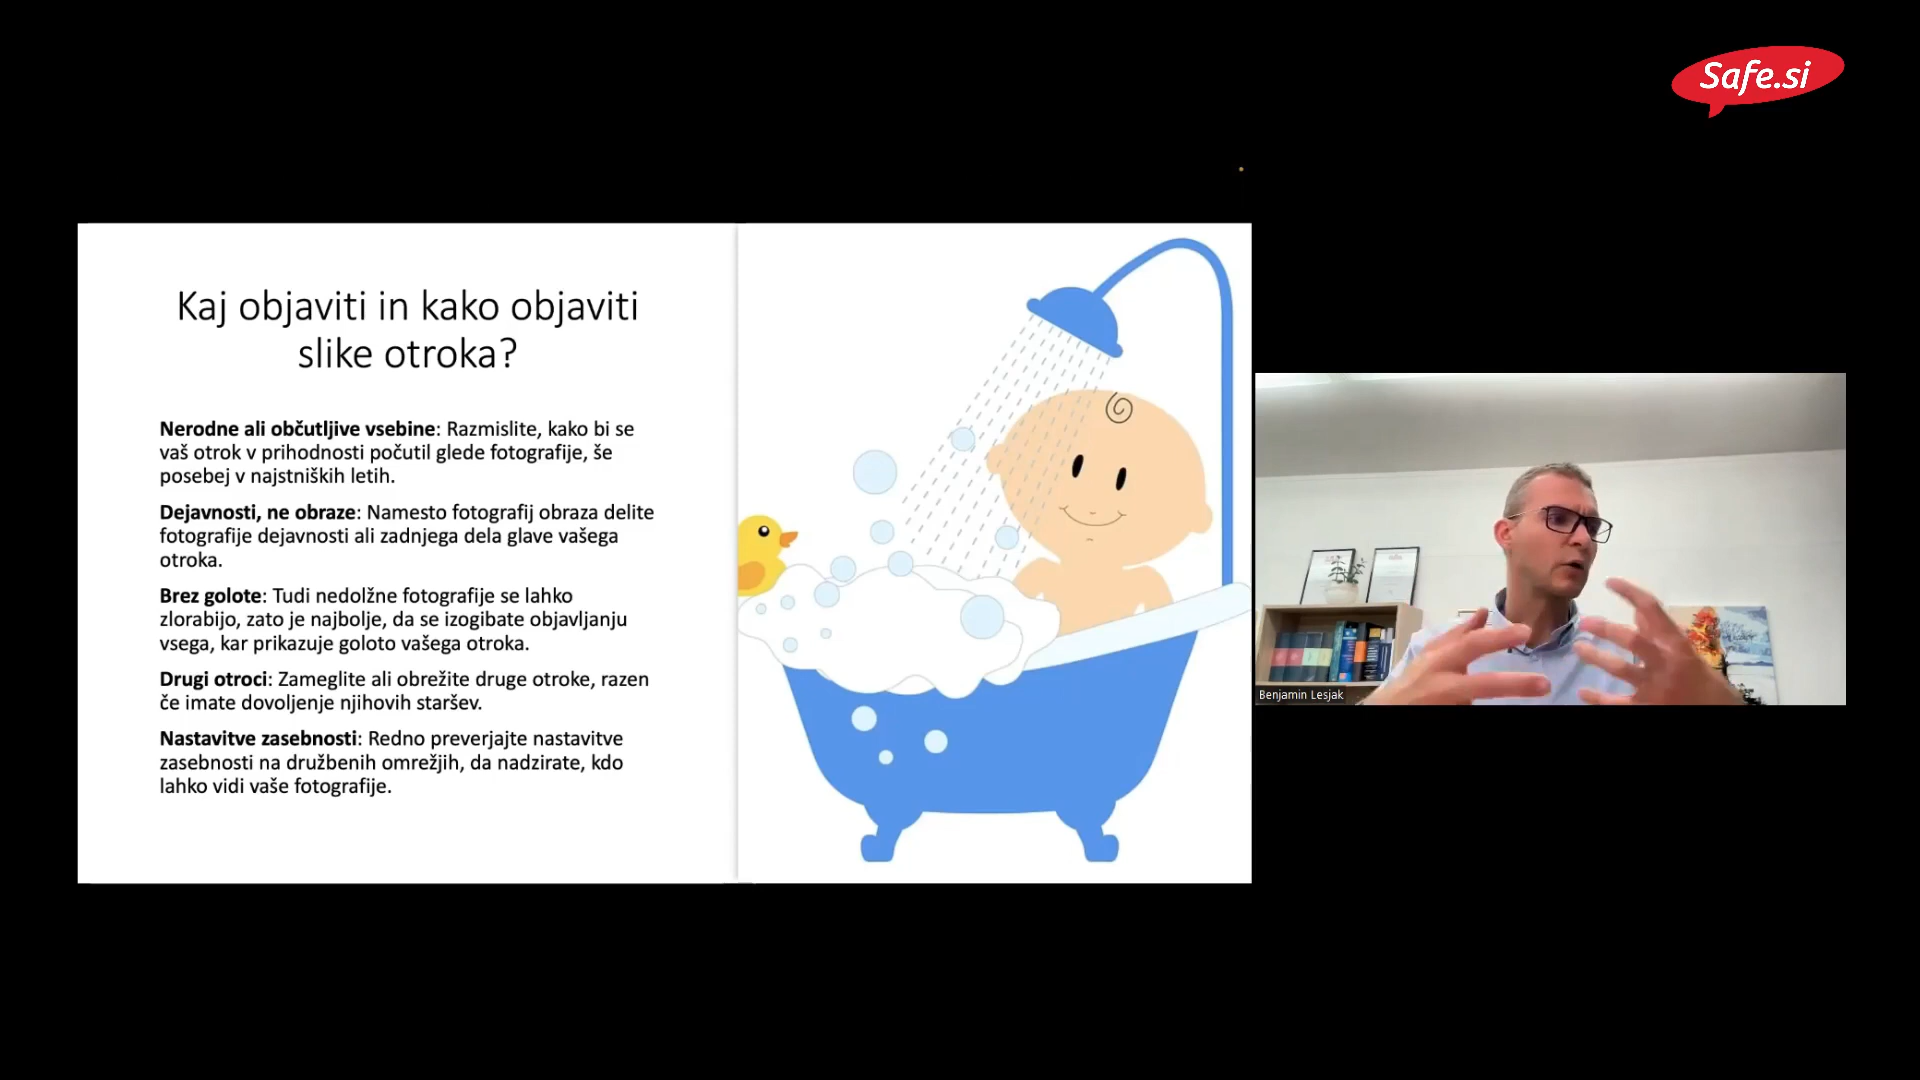 Safe.si
Kaj objaviti in kako objaviti
slike otroka?
Nerodne ali občutljive vsebine: Razmislite, kako bi se
vaš otrok v prihodnosti počutil glede fotografije, še
posebej v najstniških letih.
Dejavnosti, ne obraze: Namesto fotografij obraza delite
fotografije dejavnosti ali zadnjega dela glave vašega
otroka.
Brez golote: Tudi nedolžne fotografije se lahko
zlorabijo, zato je najbolje, da se izogibate objavljanju
vsega, kar prikazuje goloto vašega otroka.
Drugi otroci: Zameglite ali obrežite druge otroke, razen
če imate dovoljenje njihovih staršev.
Nastavitve zasebnosti: Redno preverjajte nastavitve
zasebnosti na družbenih omrežjih, da nadzirate, kdo
lahko vidi vaše fotografije.
Benjamin Lesjak